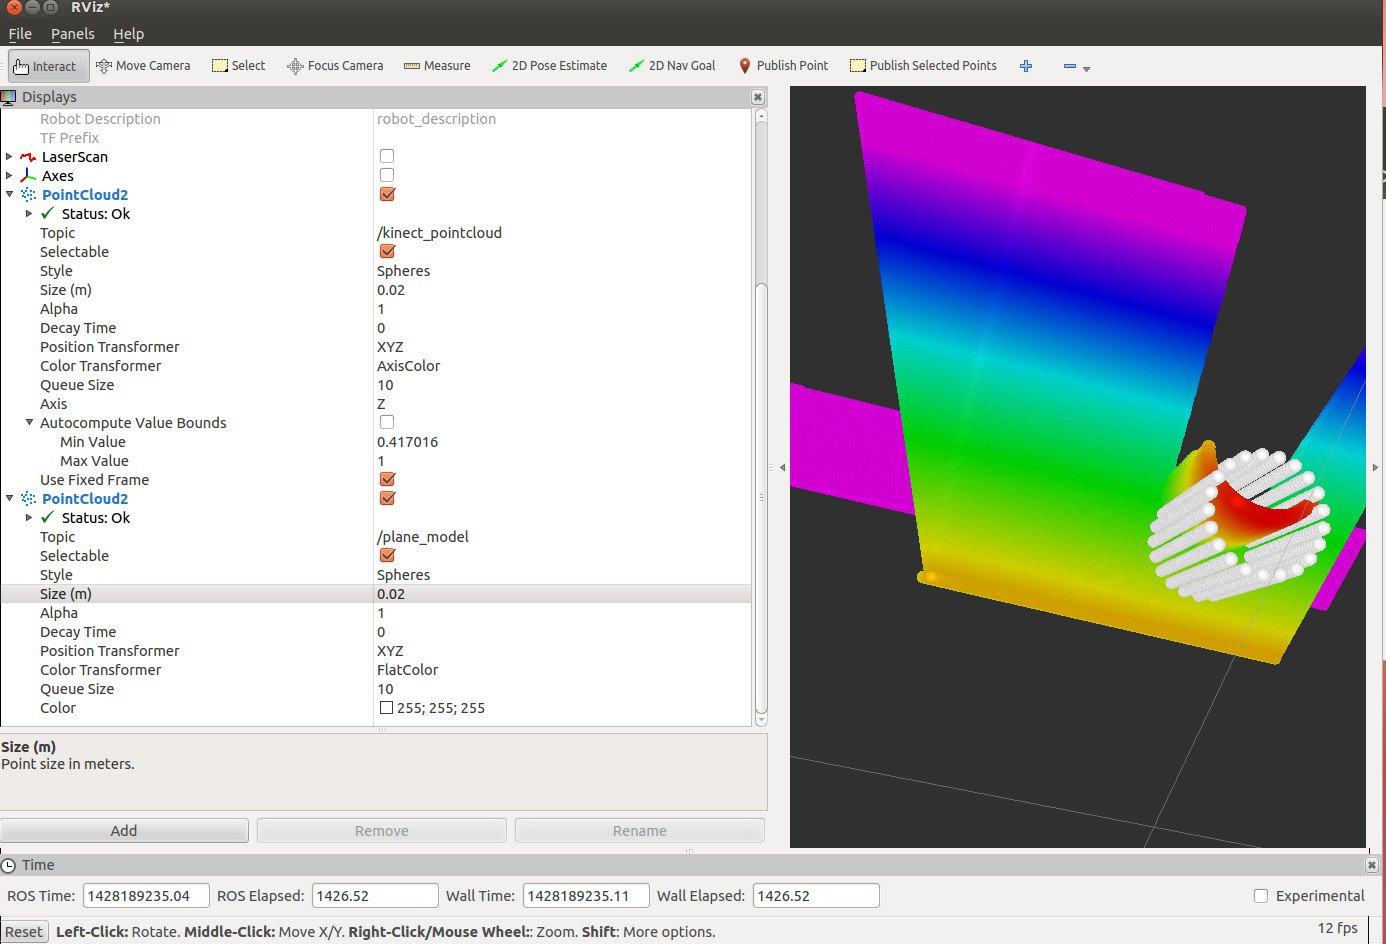 RViz*
File Panels Help
Interact Move Camera Select Focus Camera Measure 2D Pose Estimate 2D Nav Goal Publish Point Publish Selected Points
Displays
Robot Description robot_description
TF Prefix
LaserScan
Axes
PointCloud2
Status: Ok
Topic /kinect_pointcloud
Selectable
Style Spheres
Size (m) 0.02
Alpha 1
Decay Time 0
Position Transformer XYZ
Color Transformer AxisColor
Queue Size 10
Axis Z
Autocompute Value Bounds
Min Value 0.417016
Max Value 1
Use Fixed Frame
PointCloud2
Status: Ok
Topic /plane_model
Selectable
Style Spheres
Size (m) 0.02
Alpha 1
Decay Time 0
Position Transformer XYZ
Color Transformer FlatColor
Queue Size 10
Color 255; 255; 255
Size (m)
Point size in meters.
Add Remove Rename
Time
ROS Time: 1428189235.04 ROS Elapsed: 1426.52 Wall Time: 1428189235.11 Wall Elapsed: 1426.52 Experimental
Reset Left-Click: Rotate. Middle-Click: Move X/Y. Right-Click/Mouse Wheel:: Zoom. Shift: More options. 12 fps